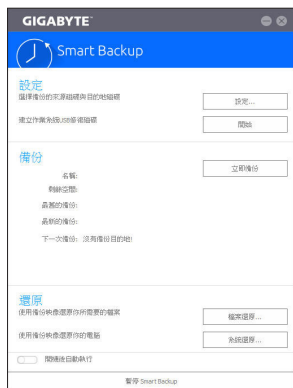 GIGABYTE™
Smart Backup
設定
選擇備份的來源磁碟與目的地磁碟
設定...
建立作業系統USB修復磁碟
開始
備份
立即備份
名稱:
剩餘空間:
最舊的備份:
最新的備份:
下一次備份: 沒有備份目的地!
還原
使用備份映像還原你所需要的檔案
檔案還原...
使用備份映像還原你的電腦
系統還原...
開機後自動執行
暫停 Smart Backup